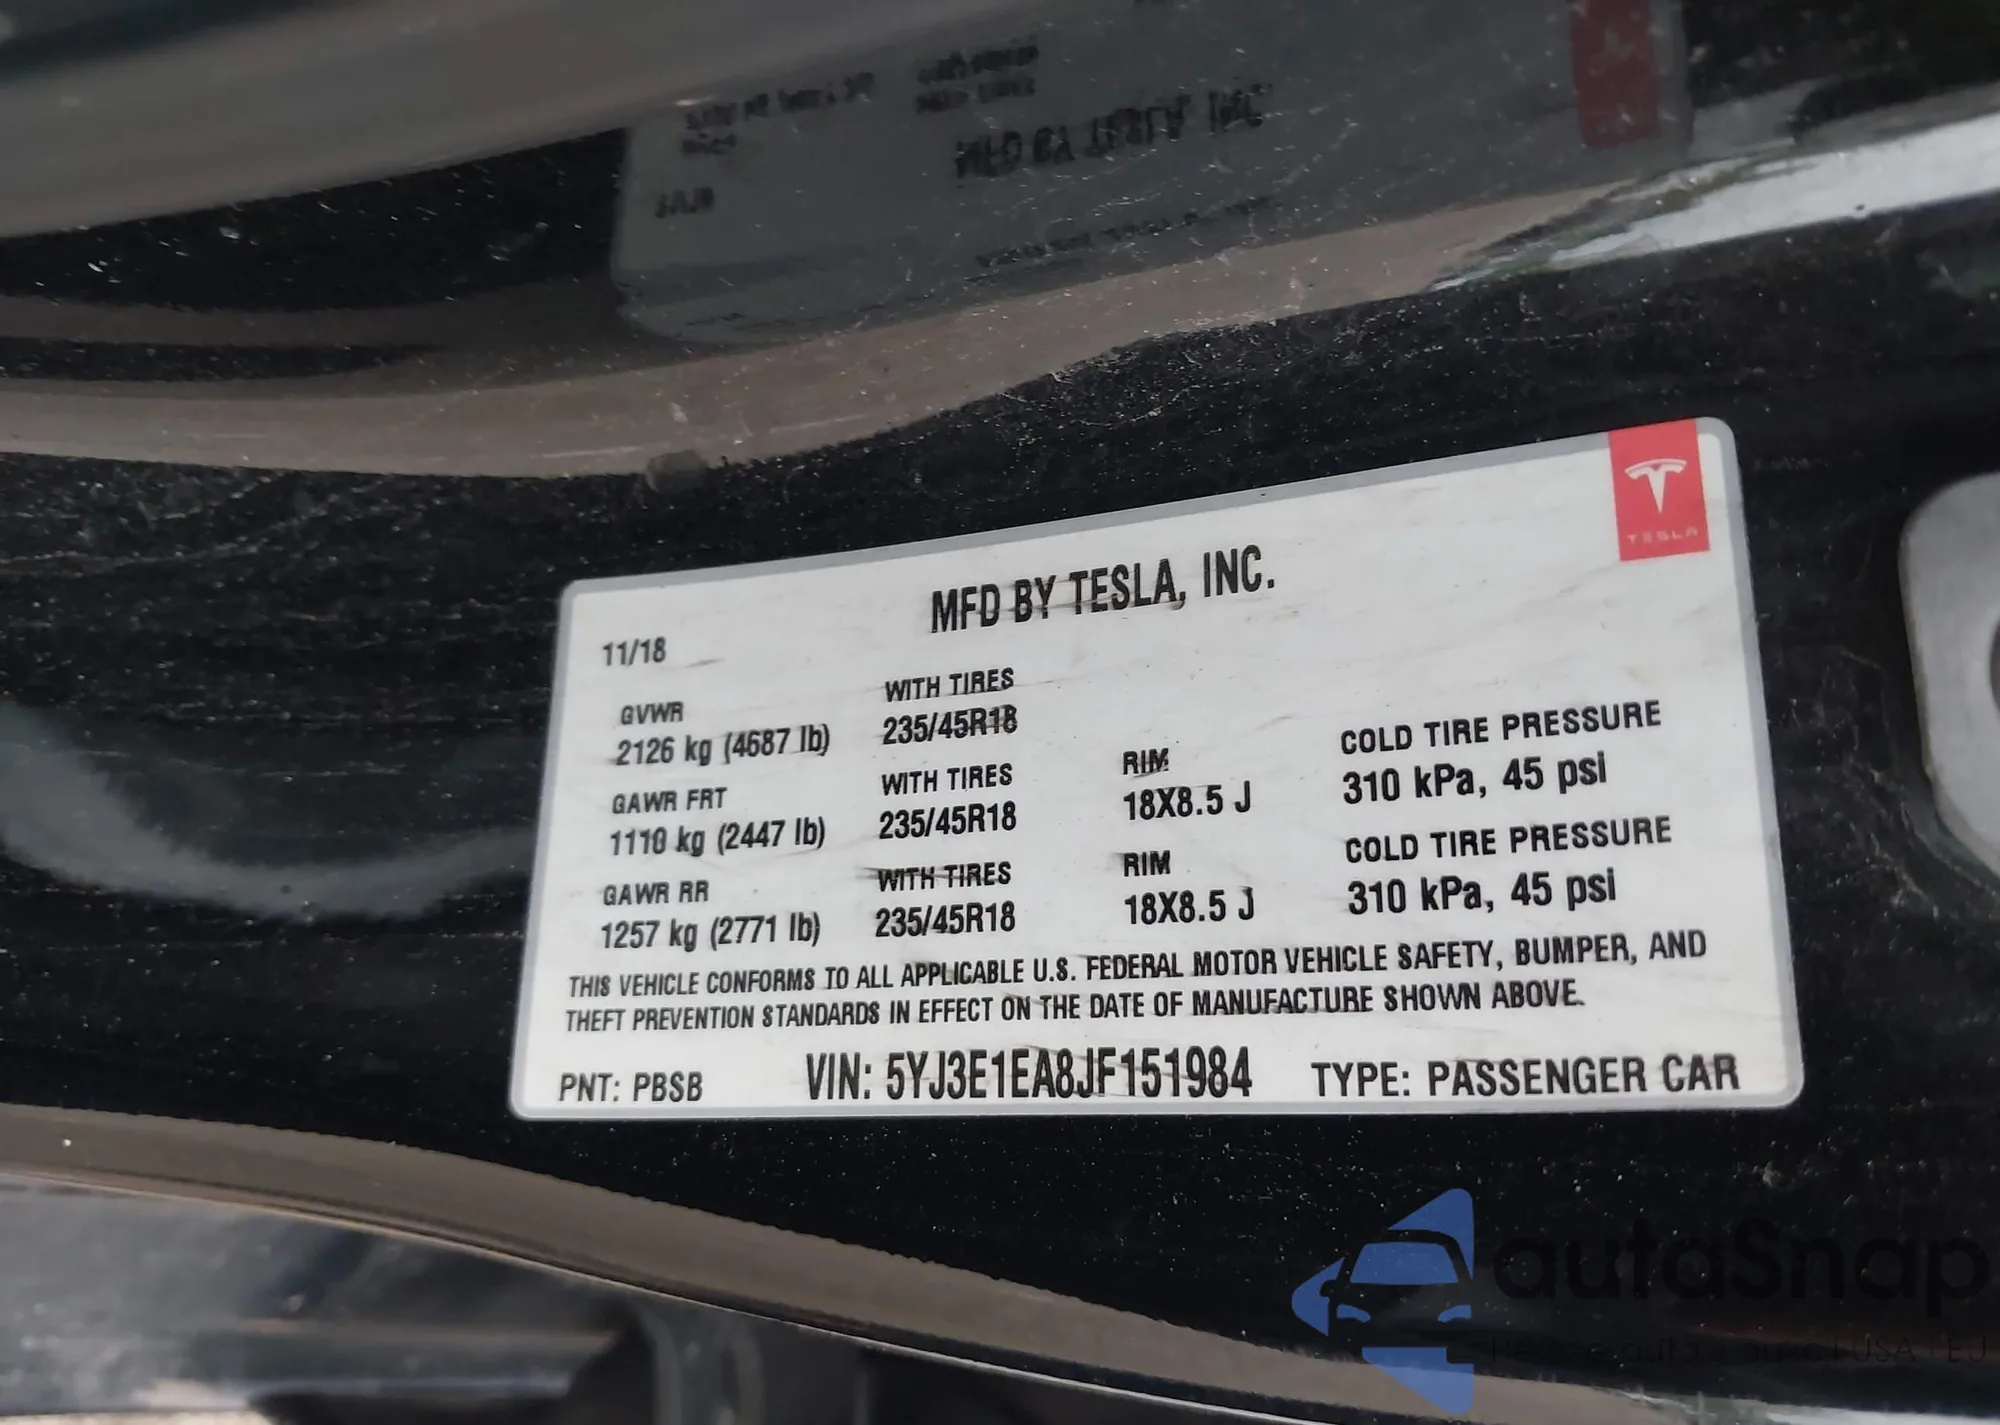 TESLA
MFD BY TESLA, INC.
11/18
GVWR WITH TIRES
2126 kg (4687 lb) 235/45R18
GAWR FRT WITH TIRES RIM COLD TIRE PRESSURE
1110 kg (2447 lb) 235/45R18 18X8.5 J 310 kPa, 45 psi
GAWR RR WITH TIRES RIM COLD TIRE PRESSURE
1257 kg (2771 lb) 235/45R18 18X8.5 J 310 kPa, 45 psi
THIS VEHICLE CONFORMS TO ALL APPLICABLE U.S. FEDERAL MOTOR VEHICLE SAFETY, BUMPER, AND
THEFT PREVENTION STANDARDS IN EFFECT ON THE DATE OF MANUFACTURE SHOWN ABOVE.
PNT: PBSB VIN: 5YJ3E1EA8JF151984 TYPE: PASSENGER CAR
autaSnap